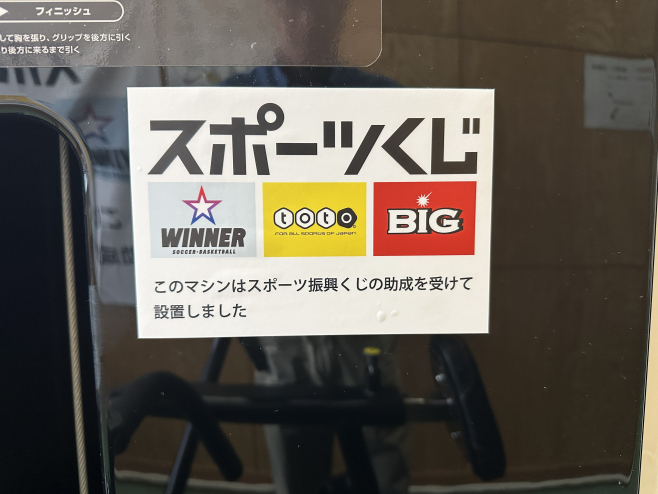 フィニッシュ
して胸を張り、グリップを後方に引く
り後方に来るまで引く
スポーツくじ
WINNER
SOCCER・BASKETBALL
toto
FOR ALL SPORTS OF JAPAN
BIG
このマシンはスポーツ振興くじの助成を受けて
設置しました